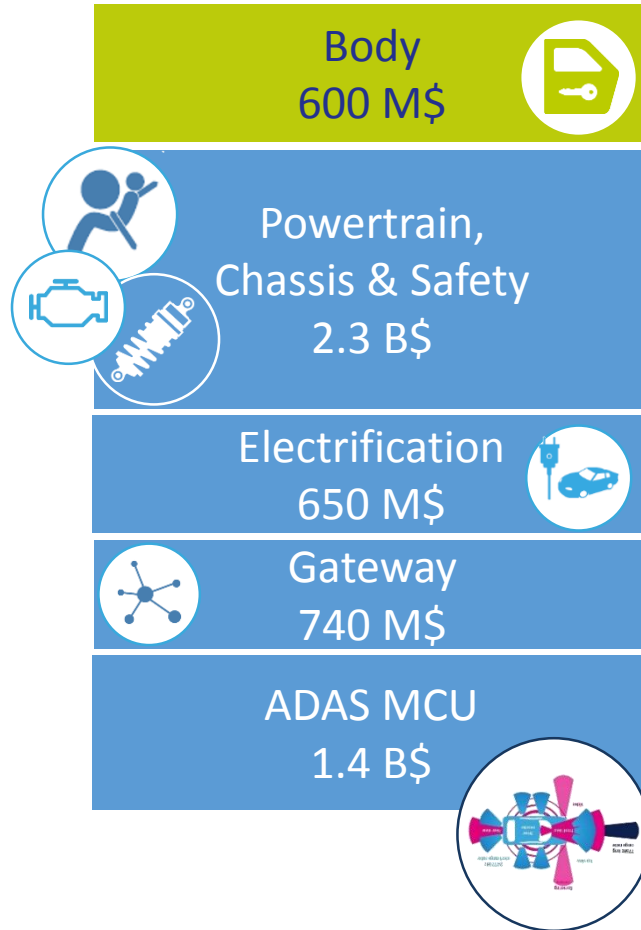 Body
600 M$
Powertrain,
Chassis & Safety
2.3 B$
Electrification
650 M$
Gateway
740 M$
ADAS MCU
1.4 B$